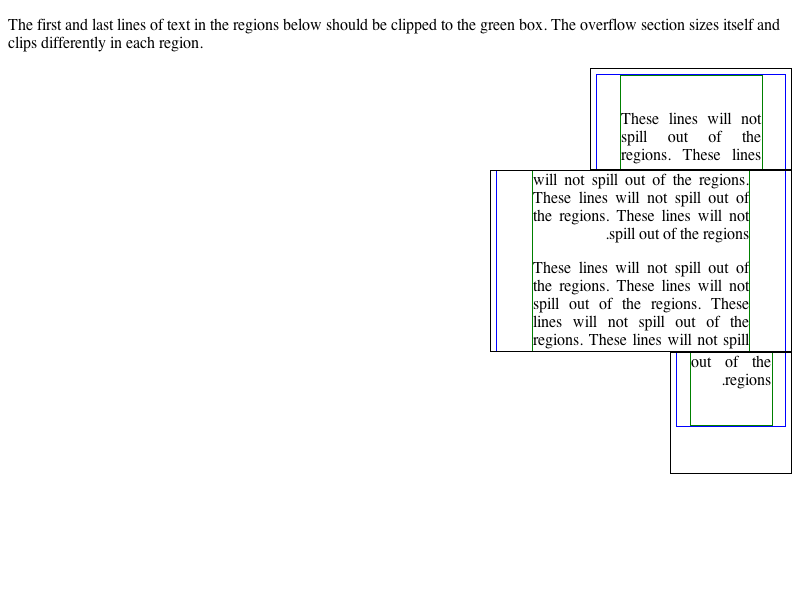 The first and last lines of text in the regions below should be clipped to the green box. The overflow section sizes itself and
clips differently in each region.
These lines will not
spill out of the
regions. These lines
will not spill out of the regions.
These lines will not spill out of
the regions. These lines will not
.spill out of the regions
These lines will not spill out of
the regions. These lines will not
spill out of the regions. These
lines will not spill out of the
regions. These lines will not spill
out of the
.regions